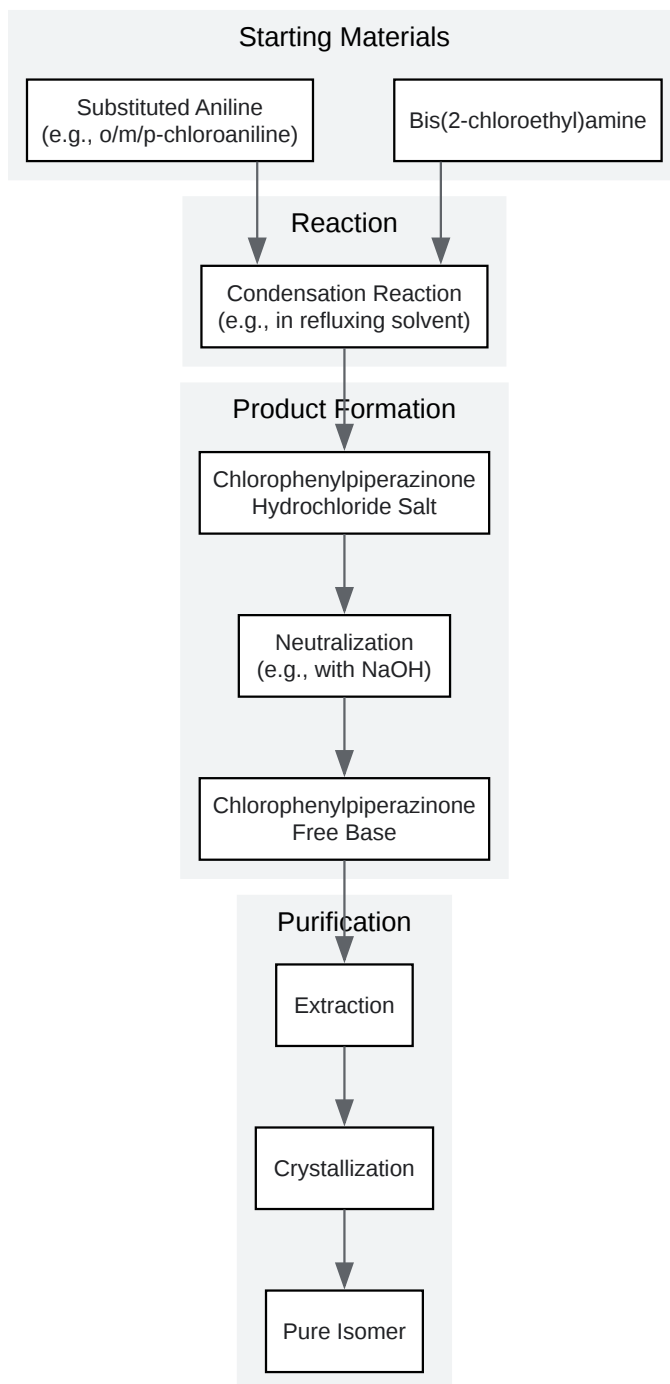 Starting Materials
Substituted Aniline
(e.g., o/m/p-chloroaniline)
Bis(2-chloroethyl)amine
Reaction
Condensation Reaction
(e.g., in refluxing solvent)
Product Formation
Chlorophenylpiperazinone
Hydrochloride Salt
Neutralization
(e.g., with NaOH)
Chlorophenylpiperazinone
Free Base
Purification
Extraction
Crystallization
Pure Isomer